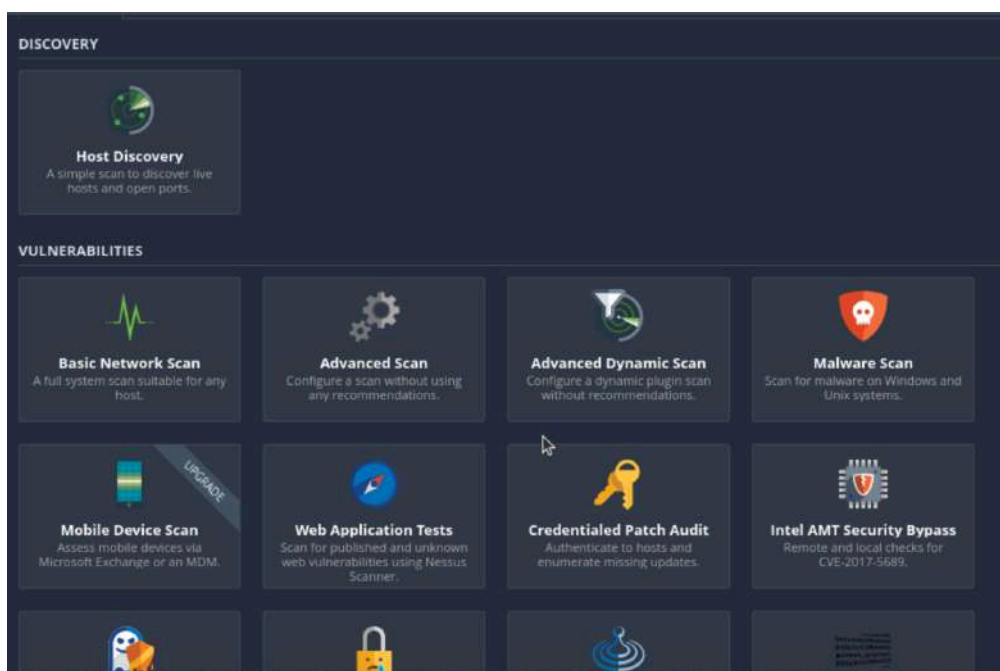 DISCOVERY
Host Discovery
A simple scan to discover live
hosts and open ports.
VULNERABILITIES
Basic Network Scan
A full system scan suitable for any
host.
Advanced Scan
Configure a scan without using
any recommendations.
Advanced Dynamic Scan
Configure a dynamic plugin scan
without recommendations.
Malware Scan
Scan for malware on Windows and
Unix systems.
UPGRADE
Mobile Device Scan
Assess mobile devices via
Microsoft Exchange or an MDM.
Web Application Tests
Scan for published and unknown
web vulnerabilities using Nessus
Scanner.
Credentialed Patch Audit
Authenticate to hosts and
enumerate missing updates.
Intel AMT Security Bypass
Remote and local checks for
CVE-2017-5689.